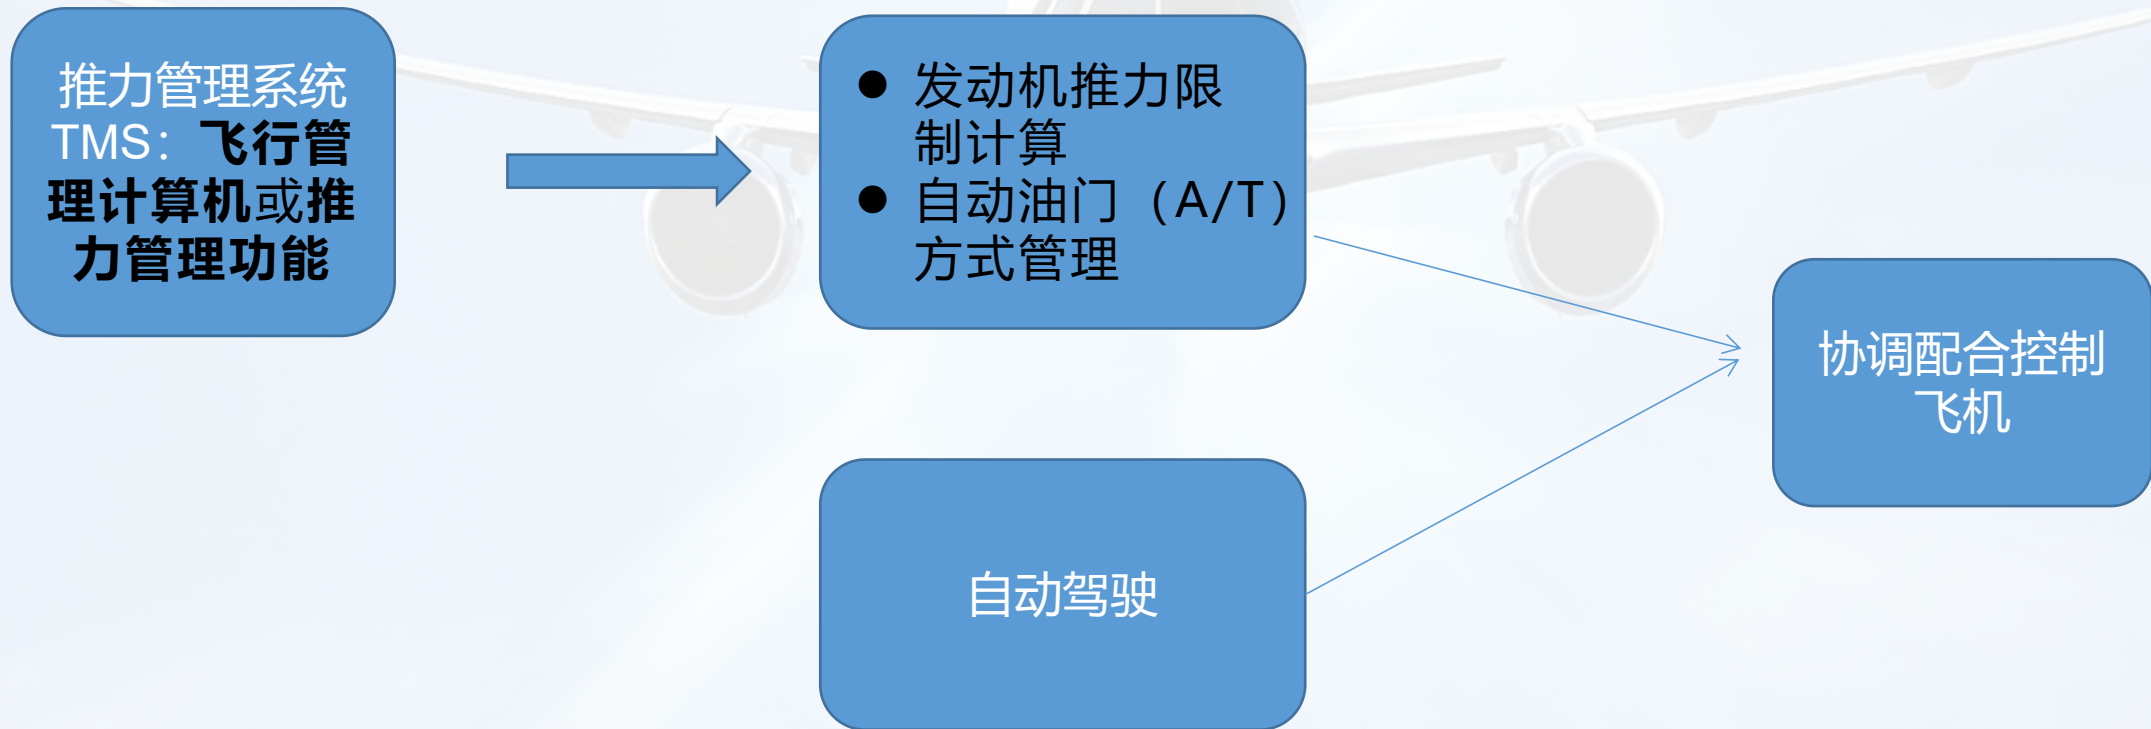 推力管理系统
TMS：飞行管
理计算机或推
力管理功能
● 发动机推力限
制计算
● 自动油门（A/T）
方式管理
协调配合控制
飞机
自动驾驶